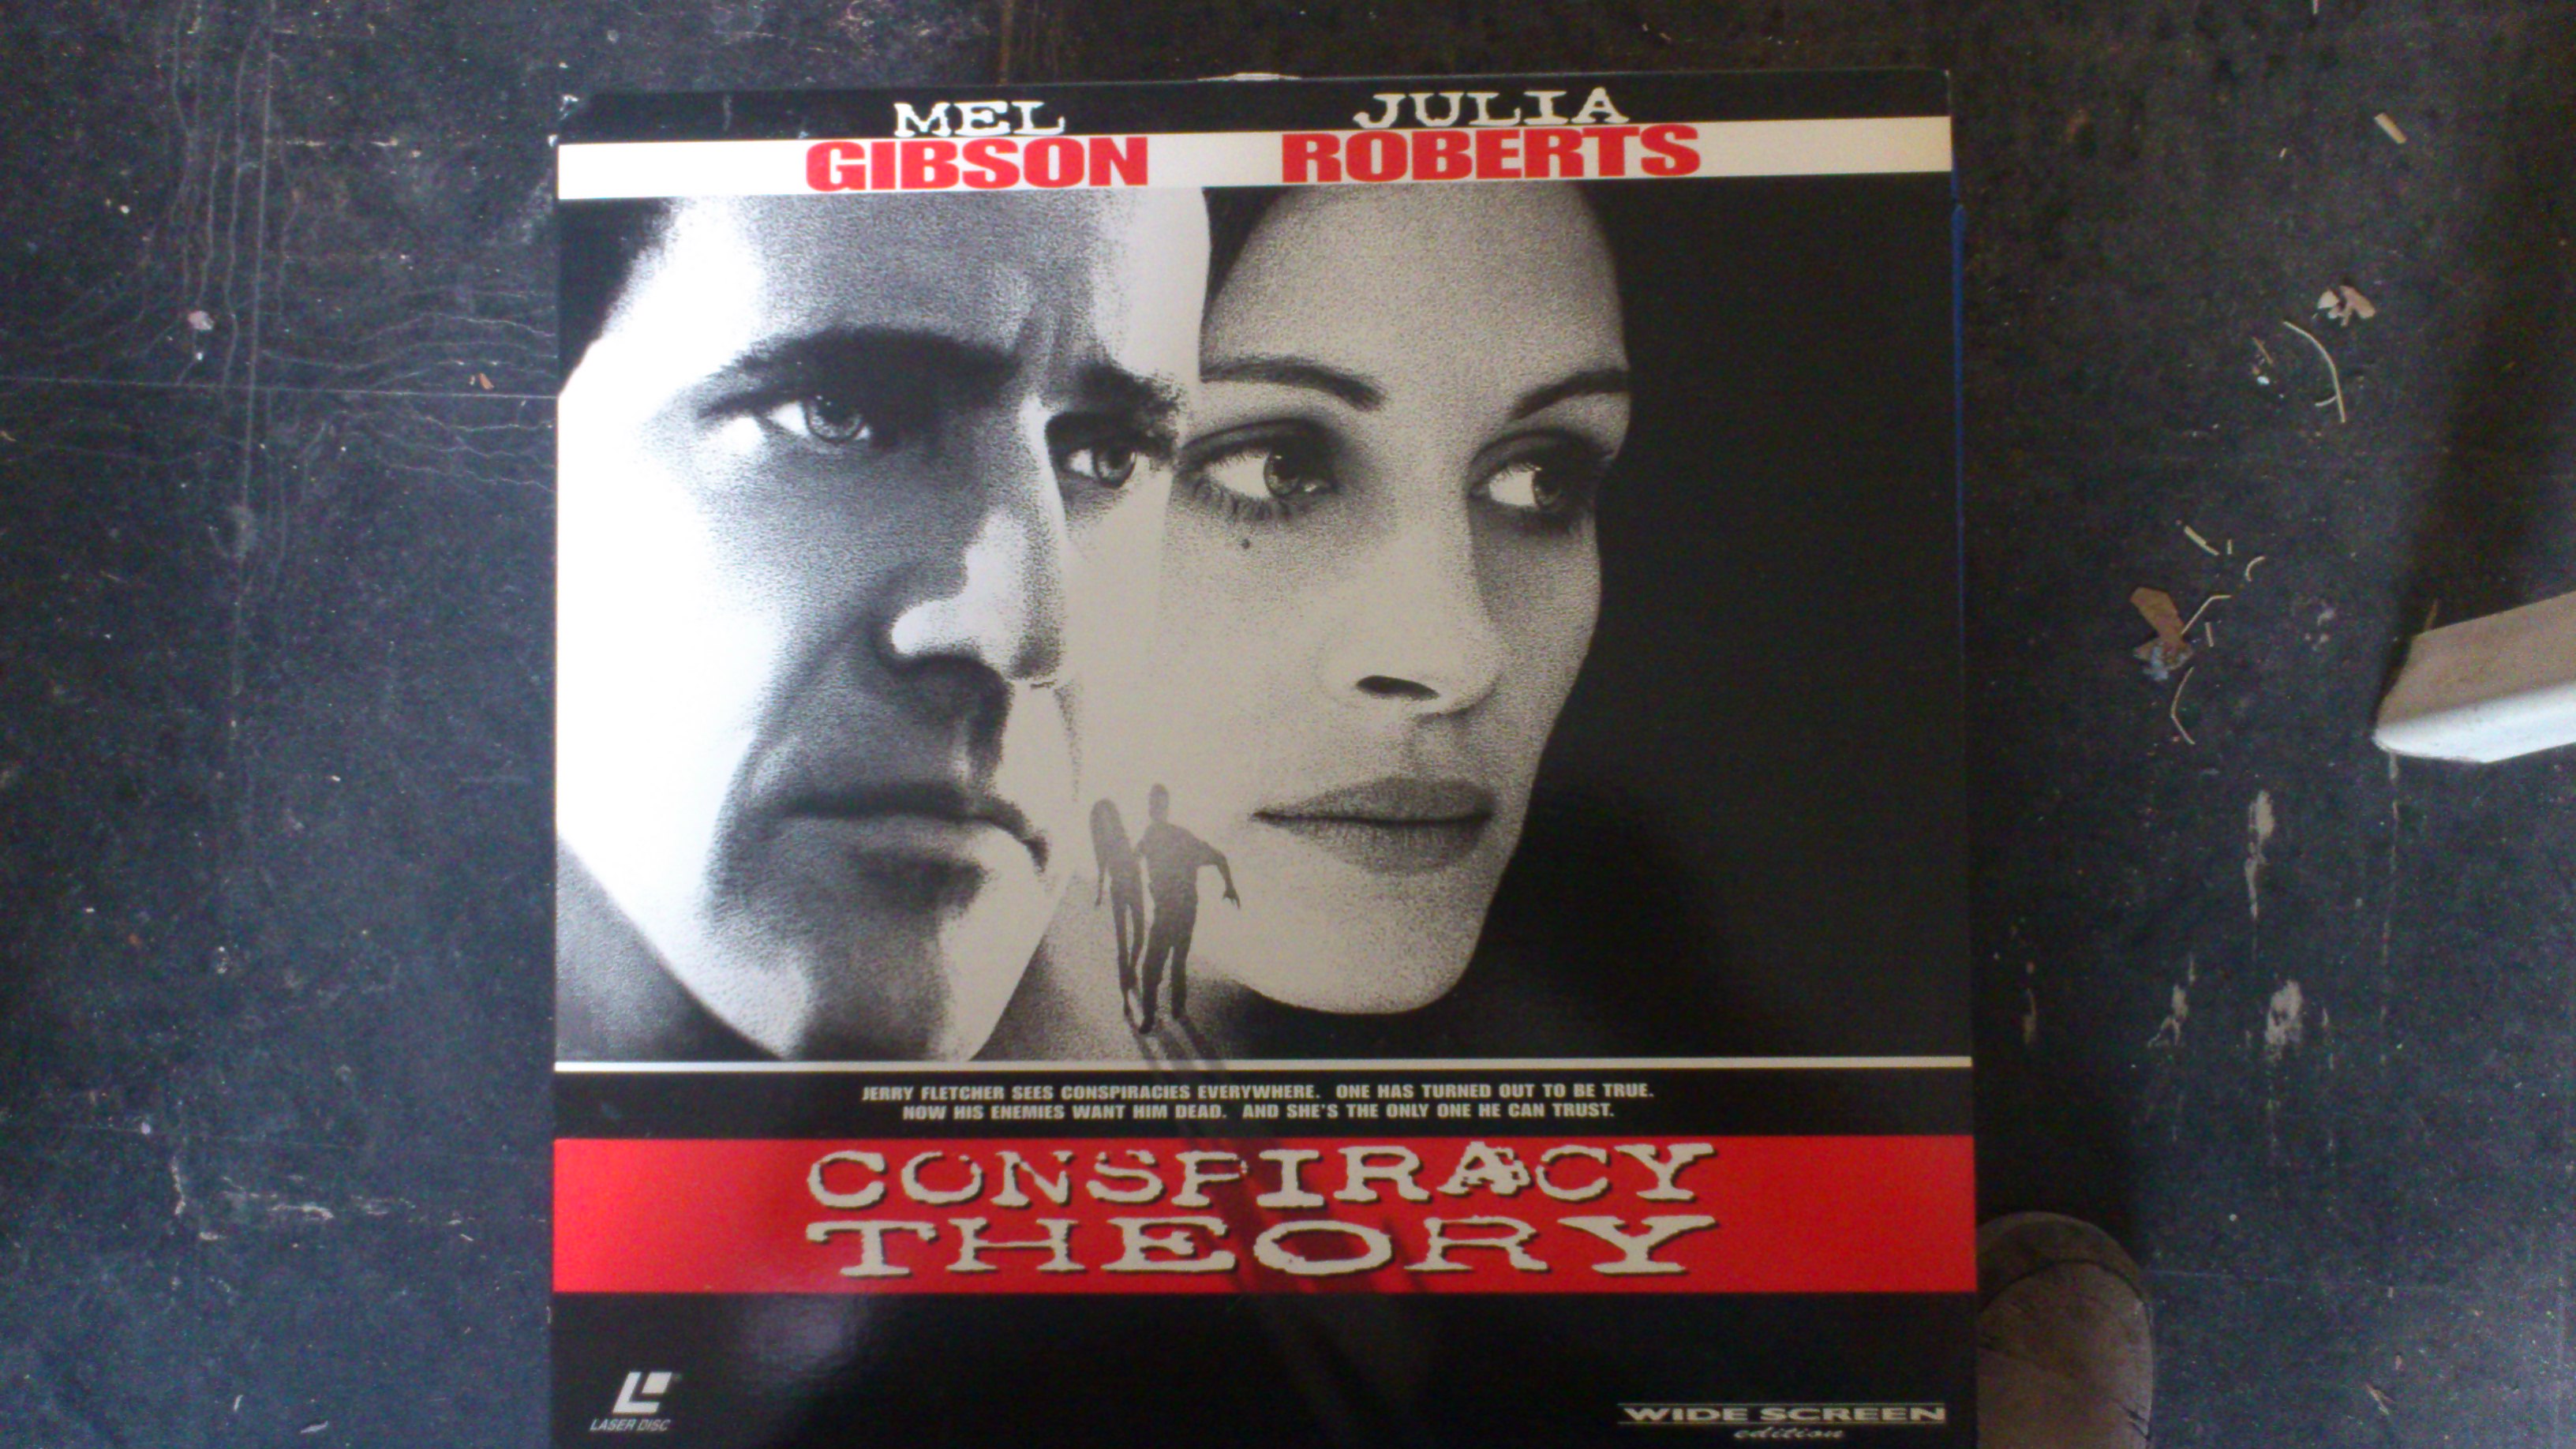 MEL
GIBSON
JULIA
ROBERTS
JERRY FLETCHER SEES CONSPIRACIES EVERYWHERE. ONE HAS TURNED OUT TO BE TRUE.
NOW HIS ENEMIES WANT HIM DEAD. AND SHE'S THE ONLY ONE HE CAN TRUST.
CONSPIRACY
THEORY
LASER DISC
WIDE SCREEN
edition